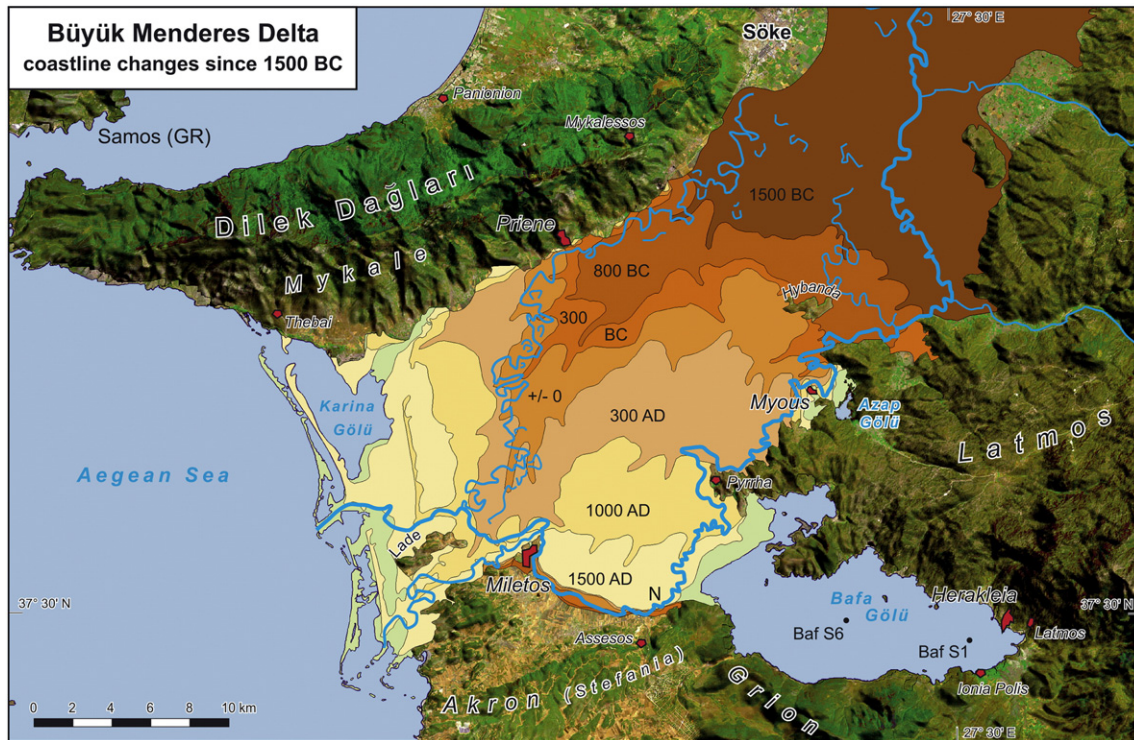 Büyük Menderes Delta
coastline changes since 1500 BC
27° 30' E
Söke
Panionion
Mykalessos
Samos (GR)
Dilek Dağları
1500 BC
Priene
Mykale
800 BC
Hybanda
300
BC
Thebai
+/- 0
Myous
Azap
Gölü
Karina
Gölü
300 AD
Latmos
Aegean Sea
Pyrrha
1000 AD
Lade
1500 AD
Miletos
N
Bafa
Gölü
Herakleia
37° 30' N
37° 30' N
Baf S6
Latmos
Baf S1
Assesos
Ionia Polis
Akron (Stefania)
Grion
0 2 4 6 8 10 km
27° 30' E